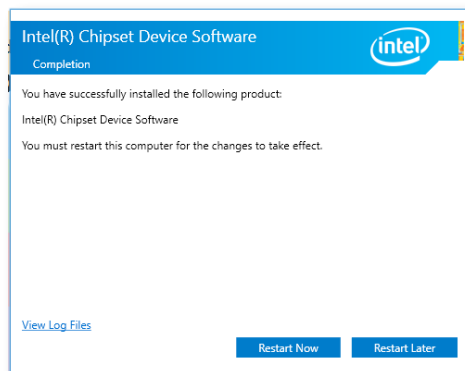 Intel(R) Chipset Device Software
(intel)
Completion
You have successfully installed the following product:
Intel(R) Chipset Device Software
You must restart this computer for the changes to take effect.
View Log Files
Restart Now
Restart Later